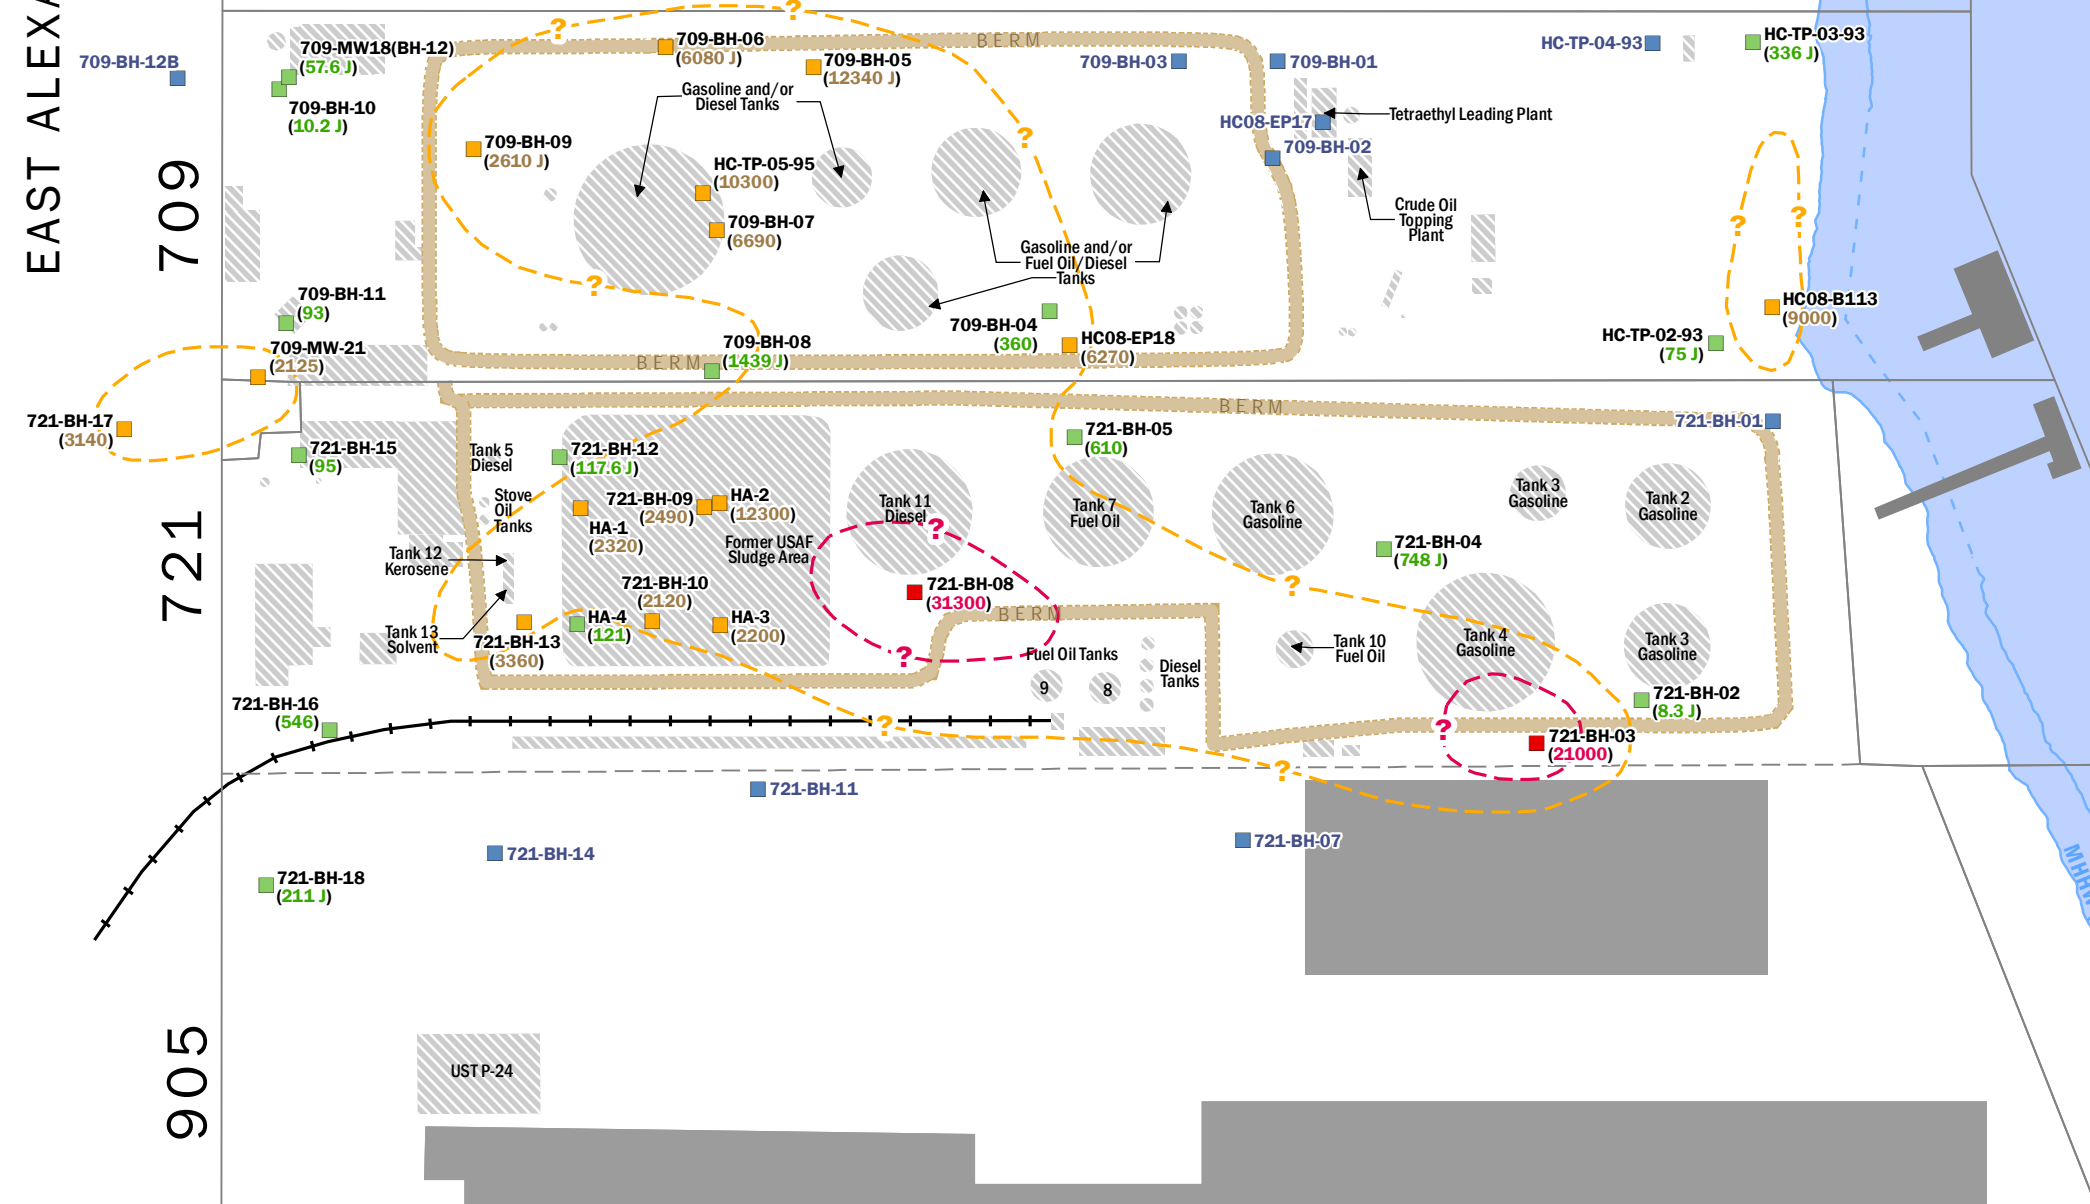 EAST ALEXA
709
721
905
709-BH-12B
709-MW18(BH-12)
(57.6 J)
709-BH-10
(10.2 J)
709-BH-06
(6080 J)
709-BH-05
(12340 J)
BERM
709-BH-03
709-BH-01
HC-TP-04-93
HC-TP-03-93
(336 J)
Gasoline and/or
Diesel Tanks
Tetraethyl Leading Plant
HC08-EP17
709-BH-02
709-BH-09
(2610 J)
HC-TP-05-95
(10300)
709-BH-07
(6690)
Crude Oil
Topping
Plant
Gasoline and/or
Fuel Oil/Diesel
Tanks
709-BH-11
(93)
709-BH-04
(360)
HC08-EP18
(6270)
HC08-B113
(9000)
HC-TP-02-93
(75 J)
709-MW-21
(2125)
BERM
709-BH-08
(1439 J)
BERM
721-BH-17
(3140)
721-BH-15
(95)
Tank 5
Diesel
721-BH-12
(117.6 J)
721-BH-05
(610)
721-BH-01
Stove
Oil
Tanks
721-BH-09
(2490)
HA-2
(12300)
HA-1
(2320)
Former USAF
Sludge Area
Tank 11
Diesel
Tank 7
Fuel Oil
Tank 6
Gasoline
Tank 3
Gasoline
Tank 2
Gasoline
Tank 12
Kerosene
721-BH-04
(748 J)
721-BH-10
(2120)
721-BH-08
(31300)
BERM
Tank 13
Solvent
721-BH-13
(3360)
HA-4
(121)
HA-3
(2200)
Fuel Oil Tanks
9
8
Diesel
Tanks
Tank 10
Fuel Oil
Tank 4
Gasoline
Tank 3
Gasoline
721-BH-16
(546)
721-BH-02
(8.3 J)
721-BH-03
(21000)
721-BH-11
721-BH-14
721-BH-07
721-BH-18
(211 J)
MHHW
UST P-24
?
?
?
?
?
?
?
?
?
?
?
?
?